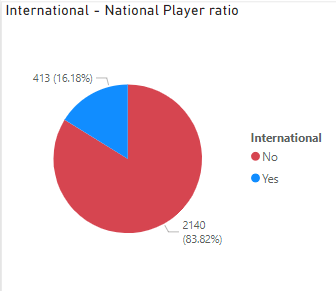 International - National Player ratio
413 (16.18%)
International
No
Yes
2140
(83.82%)